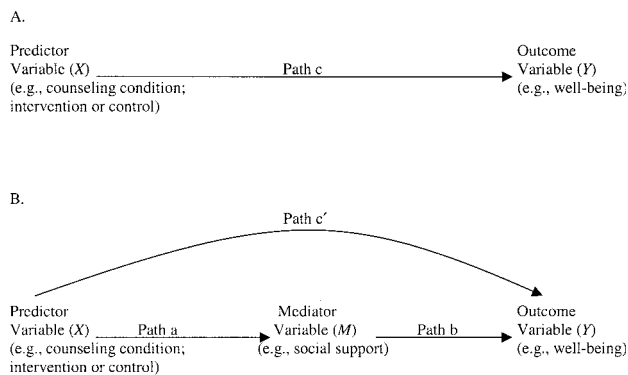 A.
Predictor
Variable (X)
(e.g., counseling condition;
intervention or control)
Path c
Outcome
Variable (Y)
(e.g., well-being)
B.
Path c′
Predictor
Variable (X)
(e.g., counseling condition;
intervention or control)
Path a
Mediator
Variable (M)
(e.g., social support)
Path b
Outcome
Variable (Y)
(e.g., well-being)